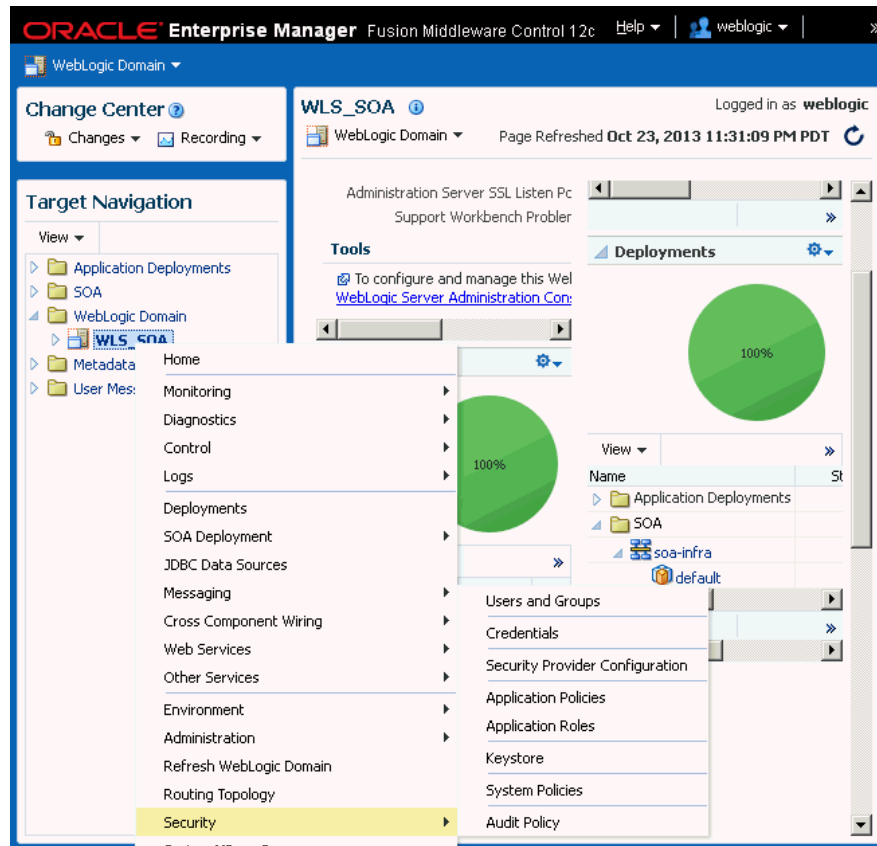 ORACLE Enterprise Manager Fusion Middleware Control 12c Help weblogic »
WebLogic Domain
Change Center
Changes Recording
WLS_SOA Logged in as weblogic
WebLogic Domain Page Refreshed Oct 23, 2013 11:31:09 PM PDT
Target Navigation
View
Application Deployments
SOA
WebLogic Domain
WLS_SOA
Metadata
User Mes
Administration Server SSL Listen Po
Support Workbench Probler
Tools
To configure and manage this Wel
WebLogic Server Administration Con
100%
»
»
Deployments
100%
View »
Name St
Application Deployments
SOA
soa-infra
default
»
Home
Monitoring
Diagnostics
Control
Logs
Deployments
SOA Deployment
JDBC Data Sources
Messaging
Cross Component Wiring
Web Services
Other Services
Environment
Administration
Refresh WebLogic Domain
Routing Topology
Security
Users and Groups
Credentials
Security Provider Configuration
Application Policies
Application Roles
Keystore
System Policies
Audit Policy